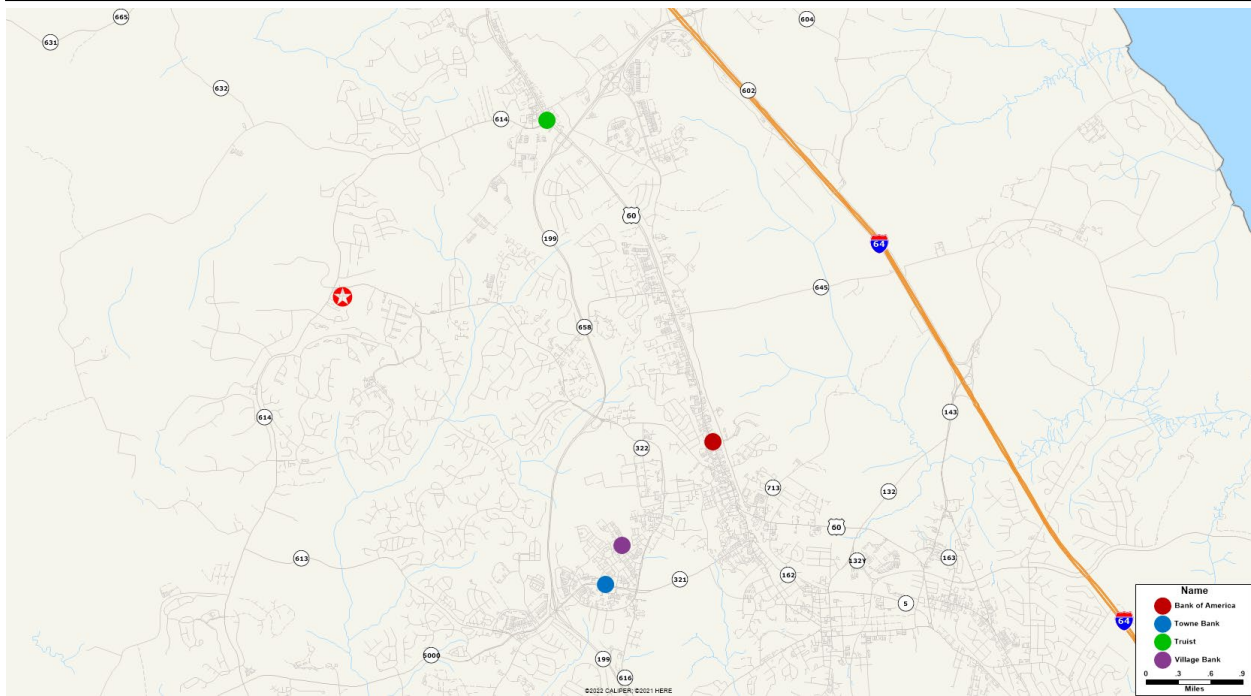 665
604
631
632
602
614
60
199
64
645
658
614
143
322
713
132
60
613
132Y
163
162
321
5
5000
199
616
64
Name
Bank of America
Towne Bank
Truist
Village Bank
0 .3 .6 .9
Miles
©2022 CALIPER; ©2021 HERE